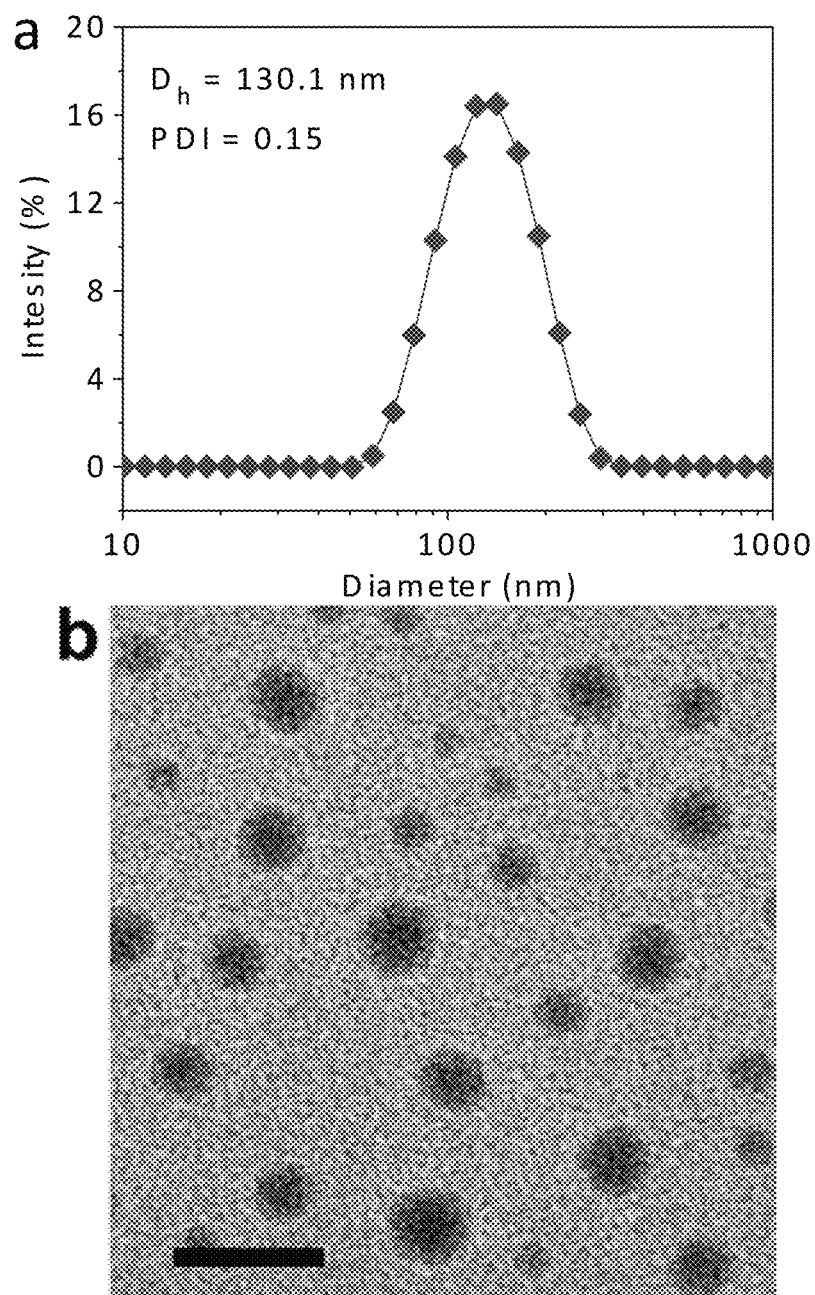 a
20
D_h = 130.1 nm
PDI = 0.15
16
12
8
4
0
Intesity (%)
10 100 1000
Diameter (nm)
b